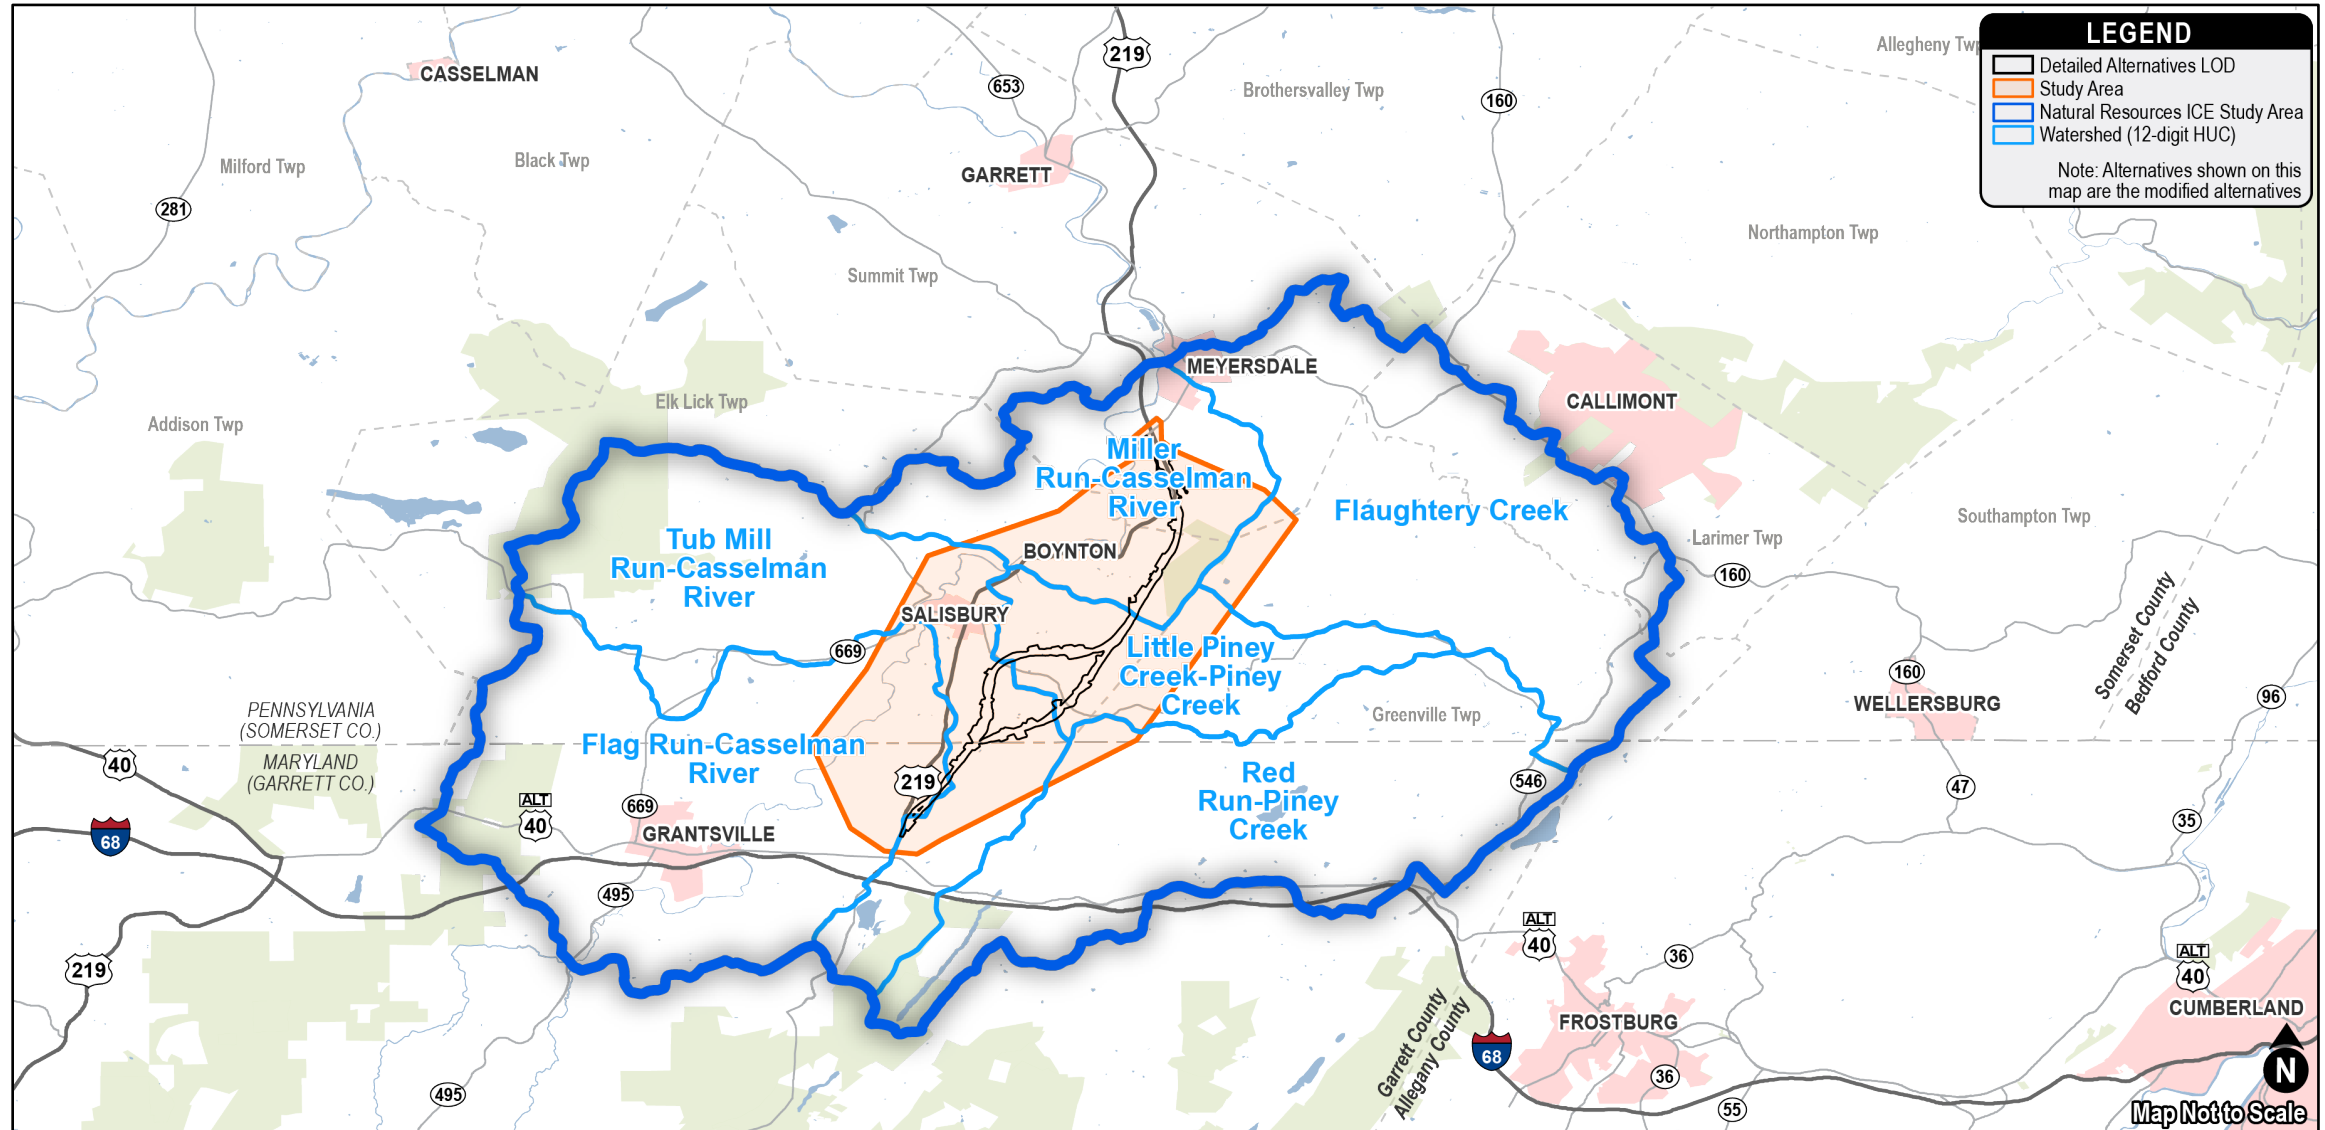 LEGEND
Detailed Alternatives LOD
Study Area
Natural Resources ICE Study Area
Watershed (12-digit HUC)
Note: Alternatives shown on this
map are the modified alternatives
Allegheny Twp
219
CASSELMAN
653
Brothersvalley Twp
160
Milford Twp
Black Twp
GARRETT
281
Northampton Twp
Summit Twp
MEYERSDALE
Elk Lick Twp
CALLIMONT
Addison Twp
Miller
Run-Casselman
River
Flaughtery Creek
Southampton Twp
Tub Mill
Run-Casselman
River
BOYNTON
Larimer Twp
160
SALISBURY
669
Little Piney
Creek-Piney
Creek
Somerset County
Bedford County
160
WELLERSBURG
96
PENNSYLVANIA
(SOMERSET CO.)
Greenville Twp
Flag Run-Casselman
River
MARYLAND
(GARRETT CO.)
40
219
Red
Run-Piney
Creek
546
47
669
ALT
40
68
GRANTSVILLE
35
495
ALT
40
36
ALT
40
219
CUMBERLAND
FROSTBURG
Garrett County
Allegany County
68
36
495
55
N
Map Not to Scale